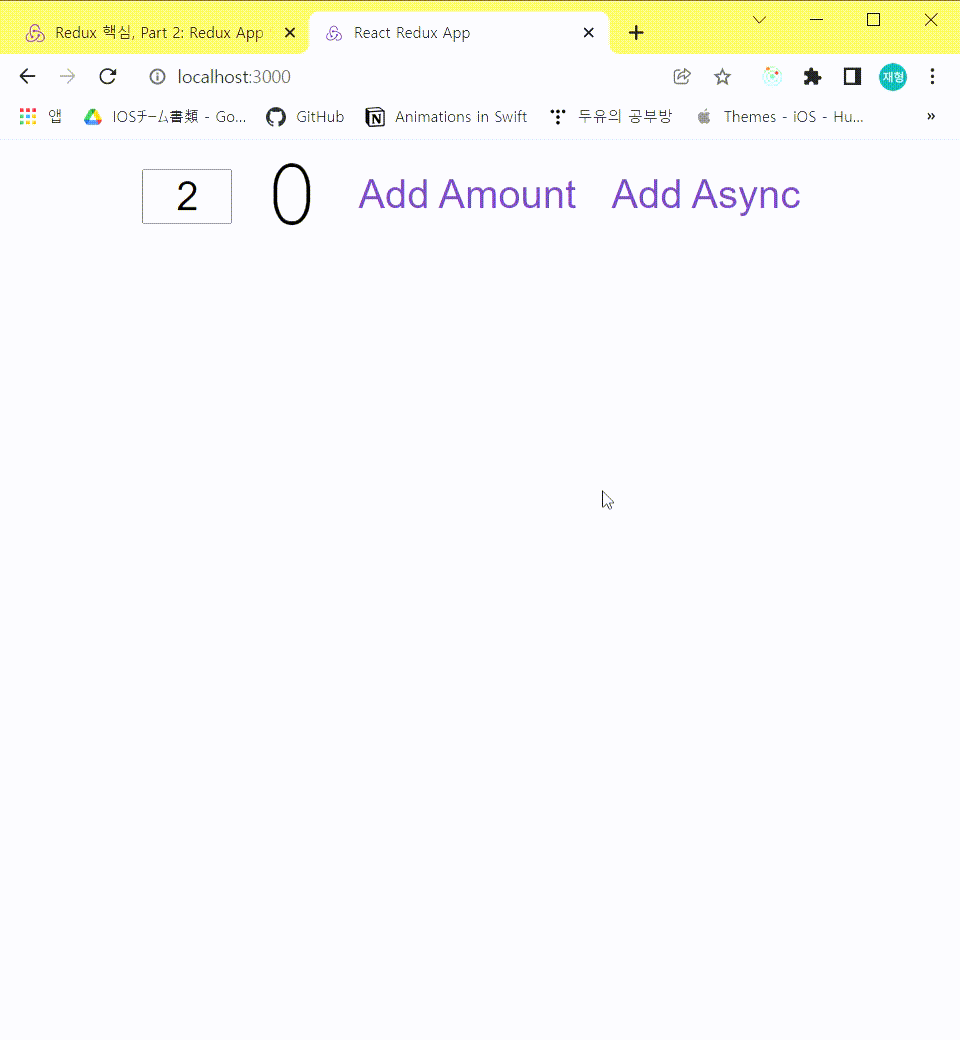 Redux 핵심, Part 2: Redux App
React Redux App
localhost:3000
재형
앱
IOSチーム書類 - Go...
GitHub
Animations in Swift
두유의 공부방
Themes - iOS - Hu...
»
2
0
Add Amount
Add Async